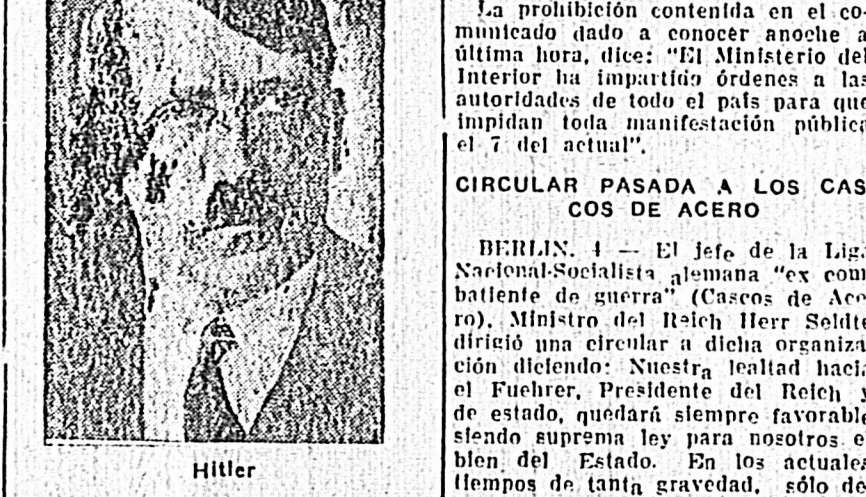 Hitler
La prohibición contenida en el co-
municado dado a conocer anoche a
última hora, dice: "El Ministerio del
Interior ha impartido órdenes a las
autoridades de todo el país para que
impidan toda manifestación pública
el 7 del actual".
CIRCULAR PASADA A LOS CAS
COS DE ACERO
BERLIN. 4 — El jefe de la Lig.
Nacional-Socialista alemana "ex com
batiente de guerra" (Cascos de Ace
ro). Ministro del Reich Herr Seldte
dirigió una circular a dicha organiza
ción diciendo: Nuestra lealtad haci
el Fuehrer, Presidente del Reich y
de estado, quedará siempre favorable
siendo suprema ley para nosotros e
bien del Estado. En los actuales
tiempos de tanta gravedad, sólo de